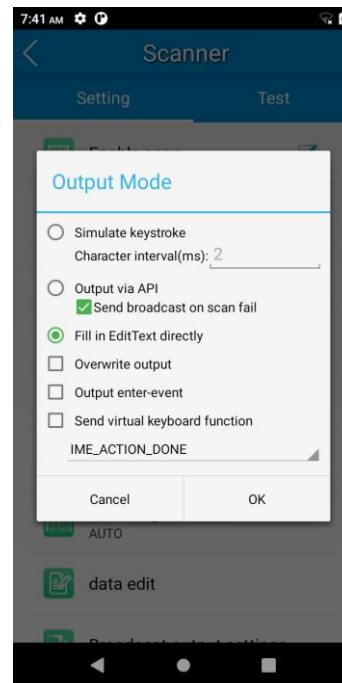 7:41 AM
Scanner
Setting Test
Output Mode
Simulate keystroke
Character interval(ms): 2
Output via API
Send broadcast on scan fail
Fill in EditText directly
Overwrite output
Output enter-event
Send virtual keyboard function
IME_ACTION_DONE
Cancel OK
AUTO
data edit